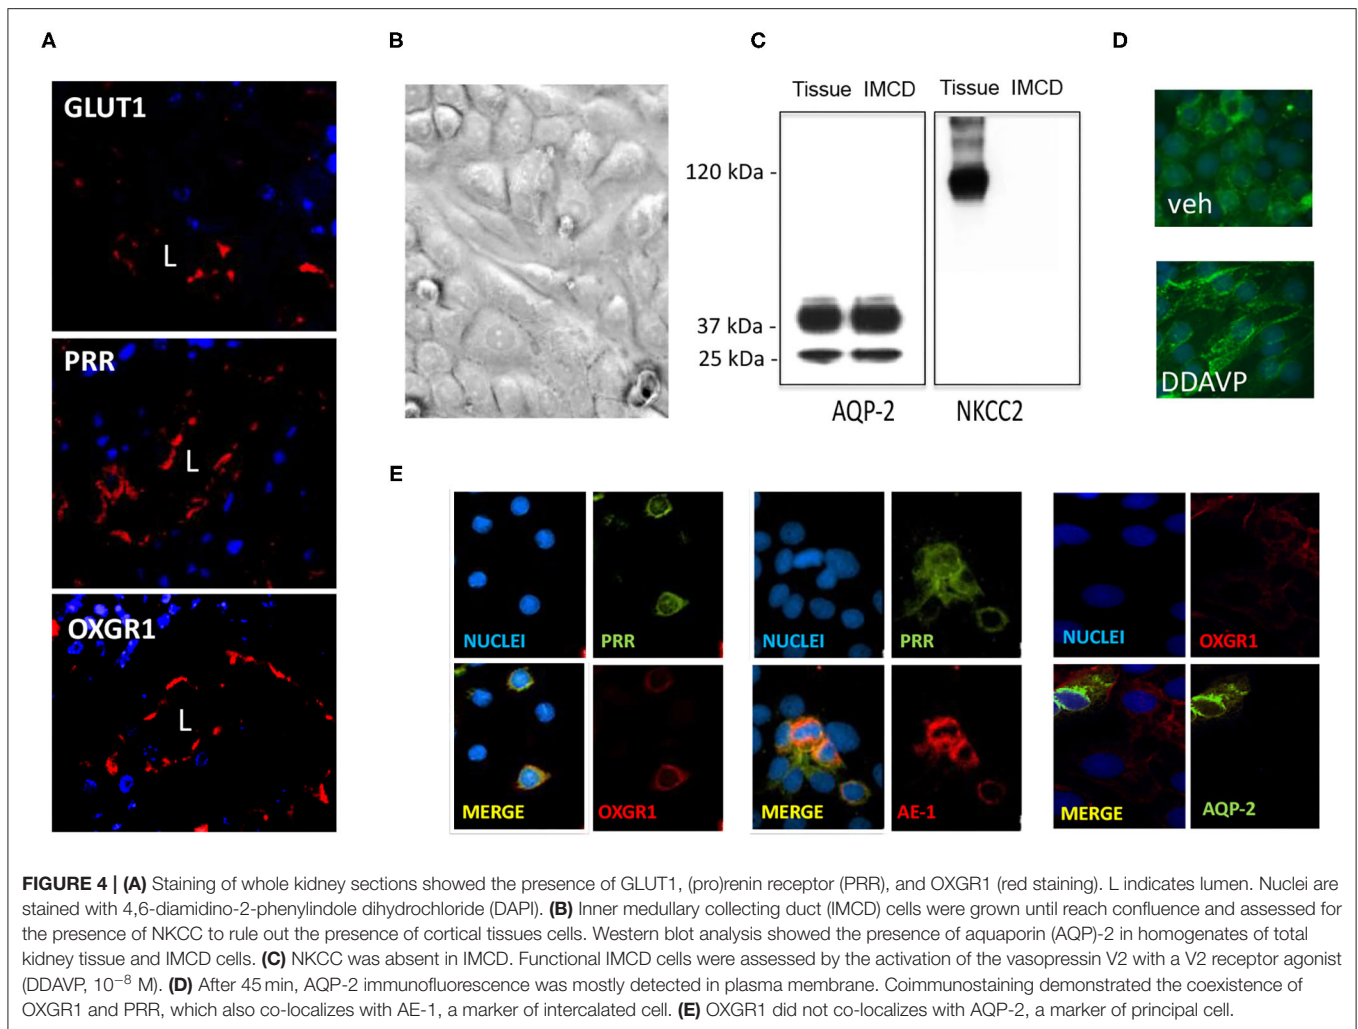 A
B
C
D
GLUT1
L
PRR
L
OXGR1
L
Tissue IMCD Tissue IMCD
120 kDa -
37 kDa -
25 kDa -
AQP-2 NKCC2
veh
DDAVP
E
NUCLEI PRR NUCLEI PRR NUCLEI OXGR1
MERGE OXGR1 MERGE AE-1 MERGE AQP-2
FIGURE 4 | (A) Staining of whole kidney sections showed the presence of GLUT1, (pro)renin receptor (PRR), and OXGR1 (red staining). L indicates lumen. Nuclei are
stained with 4,6-diamidino-2-phenylindole dihydrochloride (DAPI). (B) Inner medullary collecting duct (IMCD) cells were grown until reach confluence and assessed for
the presence of NKCC to rule out the presence of cortical tissues cells. Western blot analysis showed the presence of aquaporin (AQP)-2 in homogenates of total
kidney tissue and IMCD cells. (C) NKCC was absent in IMCD. Functional IMCD cells were assessed by the activation of the vasopressin V2 with a V2 receptor agonist
(DDAVP, 10⁻⁸ M). (D) After 45 min, AQP-2 immunofluorescence was mostly detected in plasma membrane. Coimmunostaining demonstrated the coexistence of
OXGR1 and PRR, which also co-localizes with AE-1, a marker of intercalated cell. (E) OXGR1 did not co-localizes with AQP-2, a marker of principal cell.